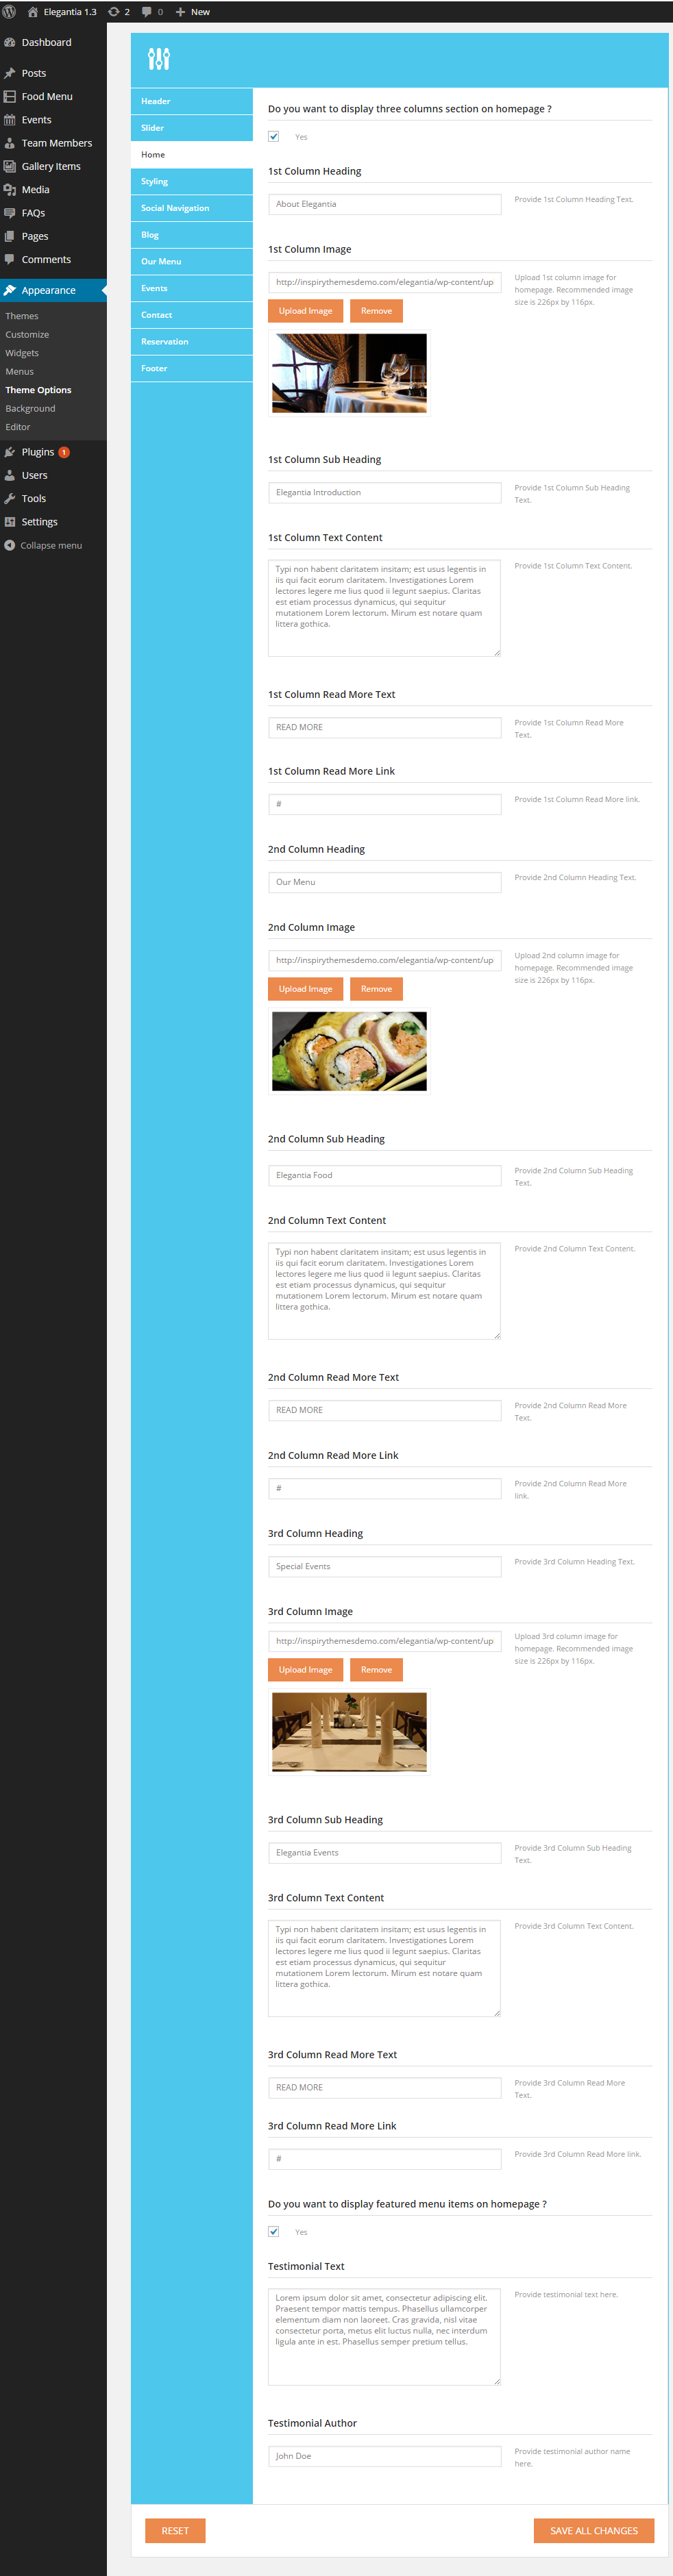 Elegantia 1.3 2 0 New
Dashboard
Posts
Food Menu
Events
Team Members
Gallery Items
Media
FAQs
Pages
Comments
Appearance
Themes
Customize
Widgets
Menus
Theme Options
Background
Editor
Plugins 1
Users
Tools
Settings
Collapse menu
Header
Slider
Home
Styling
Social Navigation
Blog
Our Menu
Events
Contact
Reservation
Footer
Do you want to display three columns section on homepage ?
Yes
1st Column Heading
About Elegantia
Provide 1st Column Heading Text.
1st Column Image
http://inspirythemesdemo.com/elegantia/wp-content/up
Upload 1st column image for
homepage. Recommended image
size is 226px by 116px.
Upload Image Remove
1st Column Sub Heading
Elegantia Introduction
Provide 1st Column Sub Heading
Text.
1st Column Text Content
Typi non habent claritatem insitam; est usus legentis in
iis qui facit eorum claritatem. Investigationes Lorem
lectores legere me lius quod ii legunt saepius. Claritas
est etiam processus dynamicus, qui sequitur
mutationem Lorem lectorum. Mirum est notare quam
littera gothica.
Provide 1st Column Text Content.
1st Column Read More Text
READ MORE
Provide 1st Column Read More
Text.
1st Column Read More Link
#
Provide 1st Column Read More link.
2nd Column Heading
Our Menu
Provide 2nd Column Heading Text.
2nd Column Image
http://inspirythemesdemo.com/elegantia/wp-content/up
Upload 2nd column image for
homepage. Recommended image
size is 226px by 116px.
Upload Image Remove
2nd Column Sub Heading
Elegantia Food
Provide 2nd Column Sub Heading
Text.
2nd Column Text Content
Typi non habent claritatem insitam; est usus legentis in
iis qui facit eorum claritatem. Investigationes Lorem
lectores legere me lius quod ii legunt saepius. Claritas
est etiam processus dynamicus, qui sequitur
mutationem Lorem lectorum. Mirum est notare quam
littera gothica.
Provide 2nd Column Text Content.
2nd Column Read More Text
READ MORE
Provide 2nd Column Read More
Text.
2nd Column Read More Link
#
Provide 2nd Column Read More
link.
3rd Column Heading
Special Events
Provide 3rd Column Heading Text.
3rd Column Image
http://inspirythemesdemo.com/elegantia/wp-content/up
Upload 3rd column image for
homepage. Recommended image
size is 226px by 116px.
Upload Image Remove
3rd Column Sub Heading
Elegantia Events
Provide 3rd Column Sub Heading
Text.
3rd Column Text Content
Typi non habent claritatem insitam; est usus legentis in
iis qui facit eorum claritatem. Investigationes Lorem
lectores legere me lius quod ii legunt saepius. Claritas
est etiam processus dynamicus, qui sequitur
mutationem Lorem lectorum. Mirum est notare quam
littera gothica.
Provide 3rd Column Text Content.
3rd Column Read More Text
READ MORE
Provide 3rd Column Read More
Text.
3rd Column Read More Link
#
Provide 3rd Column Read More link.
Do you want to display featured menu items on homepage ?
Yes
Testimonial Text
Lorem ipsum dolor sit amet, consectetur adipiscing elit.
Praesent tempor mattis tempus. Phasellus ullamcorper
elementum diam non laoreet. Cras gravida, nisl vitae
consectetur porta, metus elit luctus nulla, nec interdum
ligula ante in est. Phasellus semper pretium tellus.
Provide testimonial text here.
Testimonial Author
John Doe
Provide testimonial author name
here.
RESET SAVE ALL CHANGES